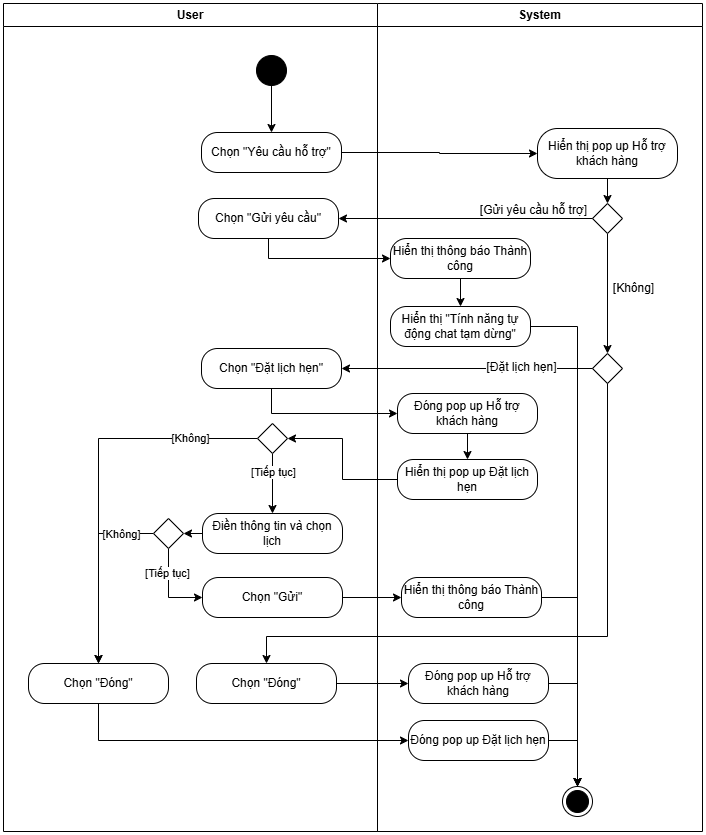 User
System
Chọn "Yêu cầu hỗ trợ"
Hiển thị pop up Hỗ trợ
khách hàng
Chọn "Gửi yêu cầu"
[Gửi yêu cầu hỗ trợ]
Hiển thị thông báo Thành
công
[Không]
Hiển thị "Tính năng tự
động chat tạm dừng"
Chọn "Đặt lịch hẹn"
[Đặt lịch hẹn]
Đóng pop up Hỗ trợ
khách hàng
[Không]
[Tiếp tục]
Hiển thị pop up Đặt lịch
hẹn
[Không]
Điền thông tin và chọn
lịch
[Tiếp tục]
Chọn "Gửi"
Hiển thị thông báo Thành
công
Chọn "Đóng"
Chọn "Đóng"
Đóng pop up Hỗ trợ
khách hàng
Đóng pop up Đặt lịch hẹn